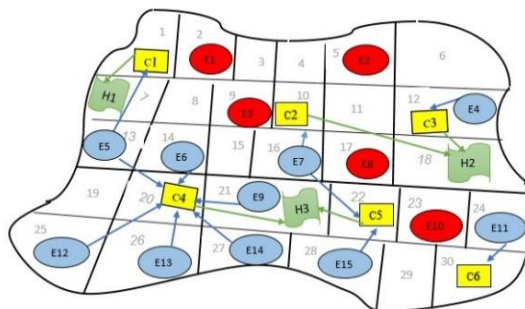 1 2 3 4 5 6
C1 E1 E2
H1 7 8 9 10 11 12
E3 C2 C3 E4
E5 13 14 15 16 17 18
E6 E7 E8 H2
19 20 21 22 23 24
C4 E9 H3 C5 E10 E11
25 26 27 28 29 30
E12 E13 E14 E15 C6